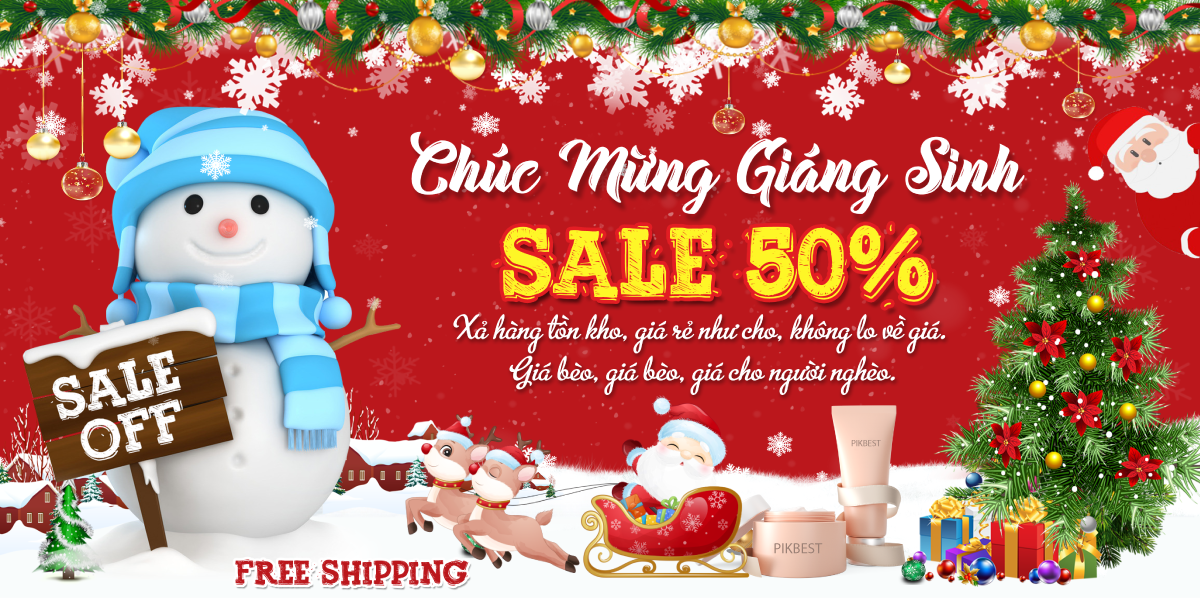 Chúc Mừng Giáng Sinh
SALE 50%
Xả hàng tồn kho, giá rẻ như cho, không lo về giá.
Giá bèo, giá bèo, giá cho người nghèo.
SALE
OFF
PIKBEST
PIKBEST
FREE SHIPPING